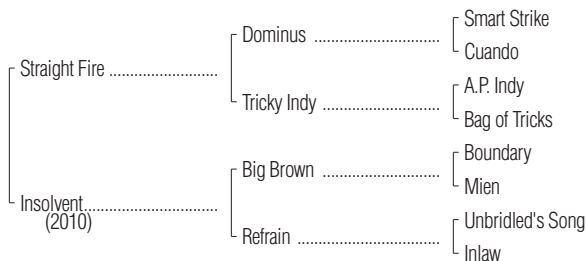 Smart Strike
Dominus
Cuando
Straight Fire
A.P. Indy
Tricky Indy
Bag of Tricks
Boundary
Big Brown
Mien
Insolvent
(2010)
Unbridled's Song
Refrain
Inlaw